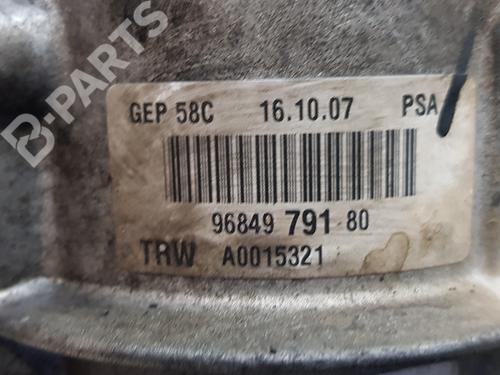 B-PARTS
GEP 58C 16.10.07 PSA
96849 791 80
TRW A0015321